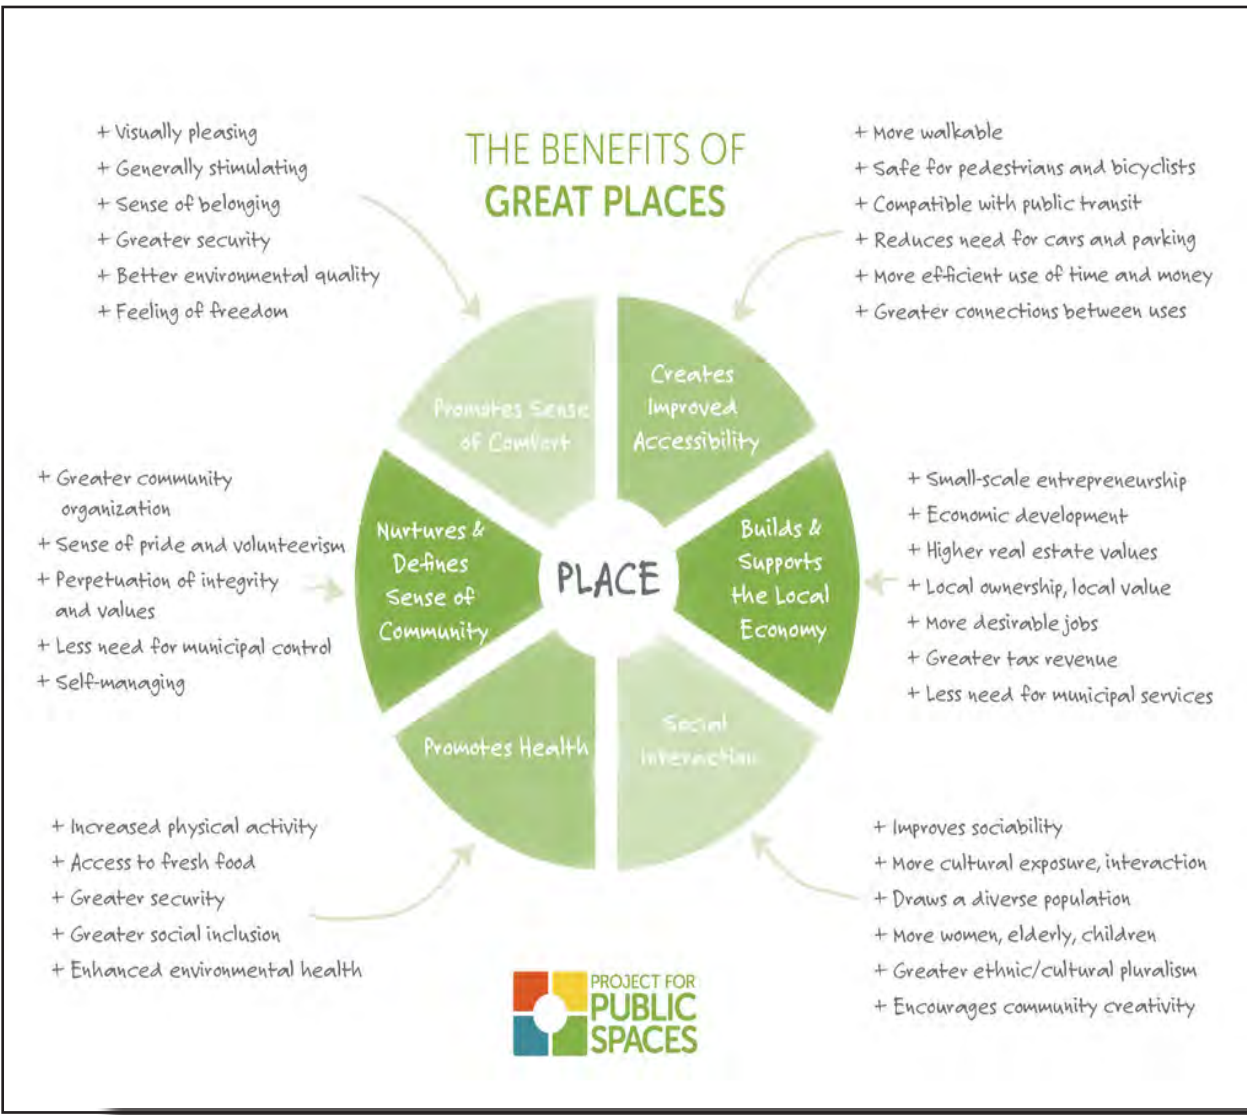 THE BENEFITS OF
GREAT PLACES
+ Visually pleasing
+ Generally stimulating
+ Sense of belonging
+ Greater security
+ Better environmental quality
+ Feeling of freedom
+ More walkable
+ Safe for pedestrians and bicyclists
+ Compatible with public transit
+ Reduces need for cars and parking
+ More efficient use of time and money
+ Greater connections between uses
Promotes Sense
of Comfort
Creates
Improved
Accessibility
+ Greater community
organization
+ Sense of pride and volunteerism
+ Perpetuation of integrity
and values
+ Less need for municipal control
+ Self-managing
Nurtures &
Defines
Sense of
Community
PLACE
Builds &
Supports
the Local
Economy
+ Small-scale entrepreneurship
+ Economic development
+ Higher real estate values
+ Local ownership, local value
+ More desirable jobs
+ Greater tax revenue
+ Less need for municipal services
Promotes Health
Social
Interaction
+ Increased physical activity
+ Access to fresh food
+ Greater security
+ Greater social inclusion
+ Enhanced environmental health
+ Improves sociability
+ More cultural exposure, interaction
+ Draws a diverse population
+ More women, elderly, children
+ Greater ethnic/cultural pluralism
+ Encourages community creativity
PROJECT FOR
PUBLIC
SPACES